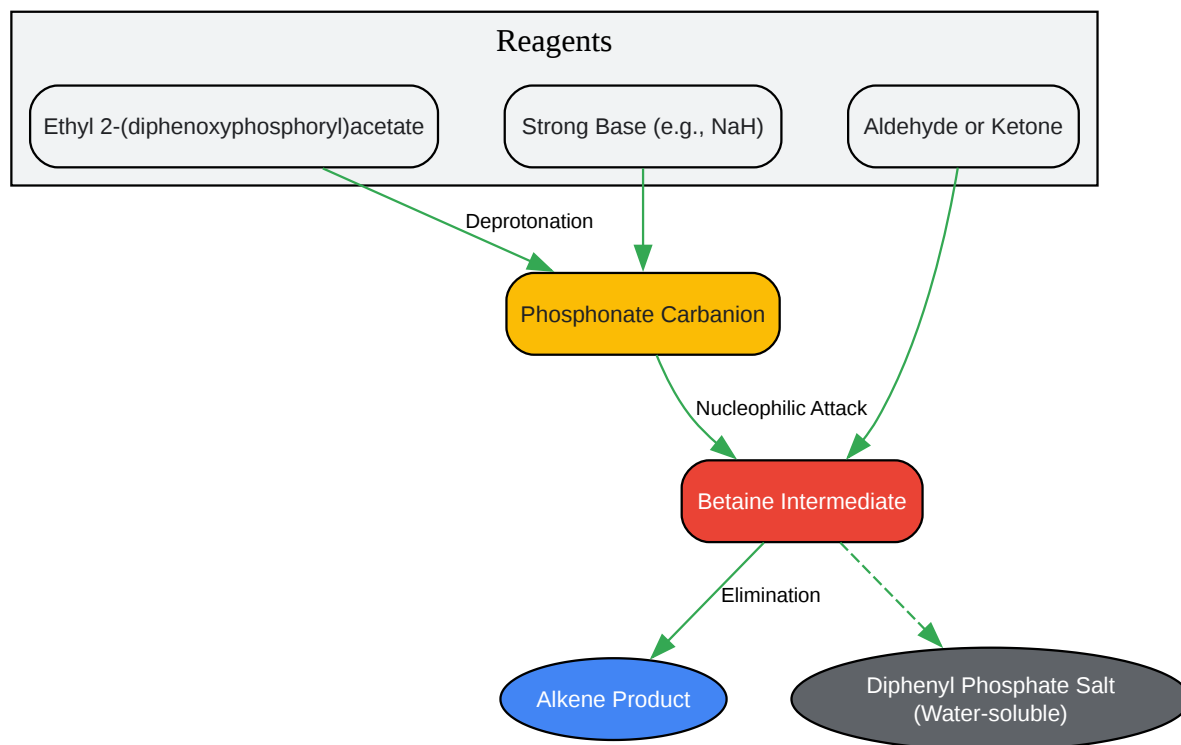 Reagents
Ethyl 2-(diphenoxyphosphoryl)acetate
Strong Base (e.g., NaH)
Aldehyde or Ketone
Deprotonation
Phosphonate Carbanion
Nucleophilic Attack
Betaine Intermediate
Elimination
Alkene Product
Diphenyl Phosphate Salt
(Water-soluble)